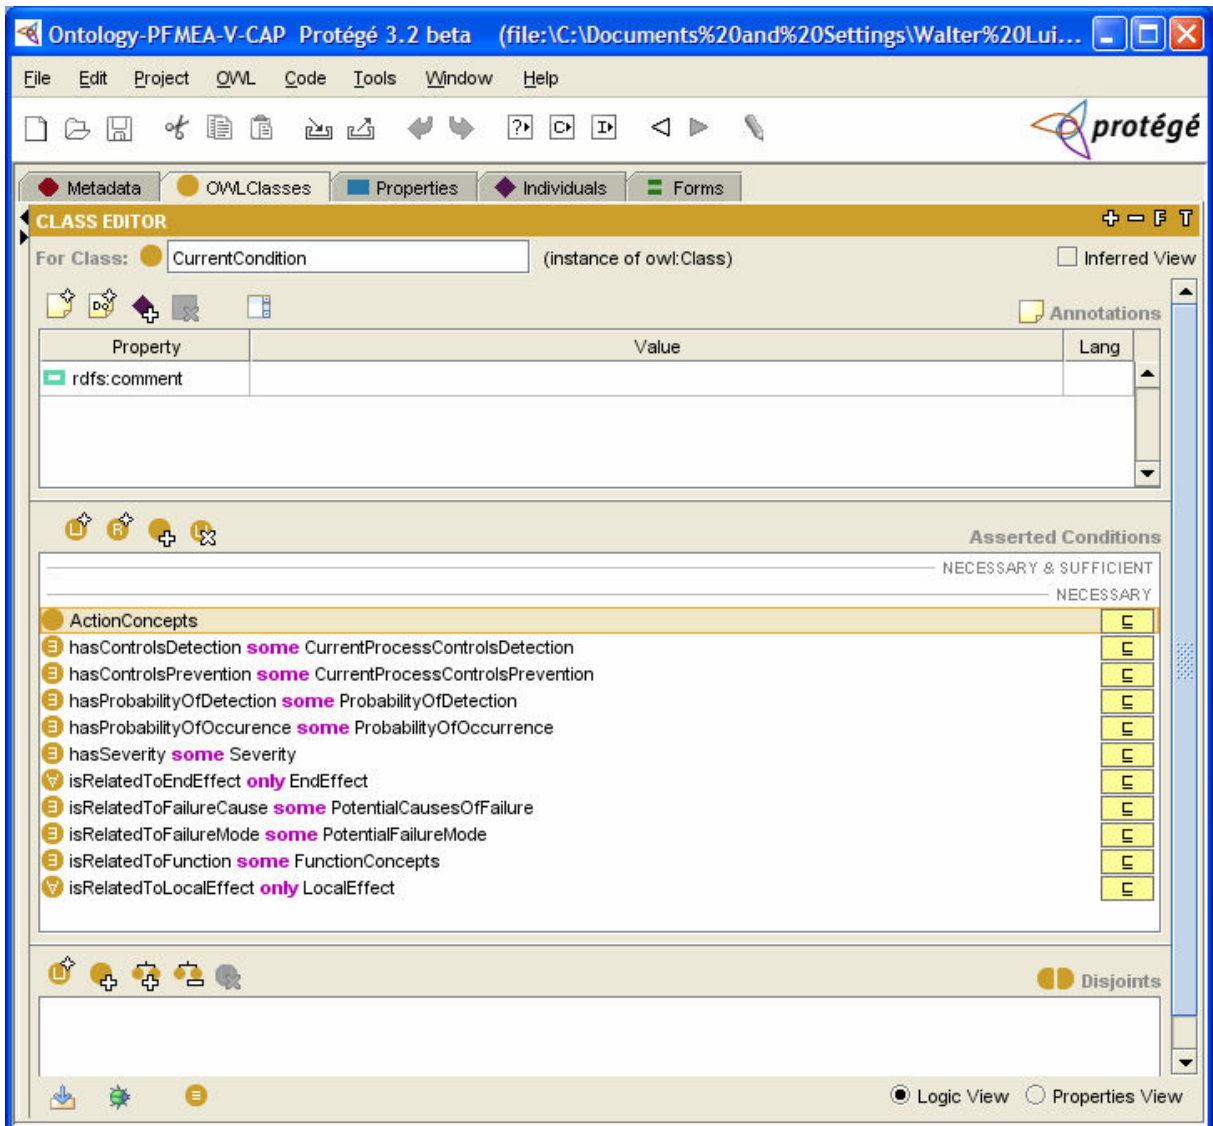 Ontology-PFMEA-V-CAP Protégé 3.2 beta (file:\C:\Documents%20and%20Settings\Walter%20Lui...
File Edit Project OWL Code Tools Window Help
protégé
Metadata OWLClasses Properties Individuals Forms
CLASS EDITOR
F T
For Class: CurrentCondition (instance of owl:Class) Inferred View
Annotations
Property Value Lang
rdfs:comment
Asserted Conditions
NECESSARY & SUFFICIENT
NECESSARY
ActionConcepts
hasControlsDetection some CurrentProcessControlsDetection
hasControlsPrevention some CurrentProcessControlsPrevention
hasProbabilityOfDetection some ProbabilityOfDetection
hasProbabilityOfOccurence some ProbabilityOfOccurrence
hasSeverity some Severity
isRelatedToEndEffect only EndEffect
isRelatedToFailureCause some PotentialCausesOfFailure
isRelatedToFailureMode some PotentialFailureMode
isRelatedToFunction some FunctionConcepts
isRelatedToLocalEffect only LocalEffect
Disjoints
Logic View Properties View